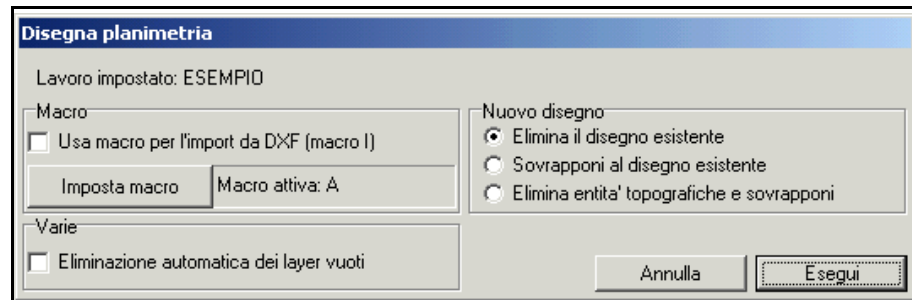 Disegna planimetria
Lavoro impostato: ESEMPIO
Macro
Usa macro per l'import da DXF (macro I)
Imposta macro
Macro attiva: A
Varie
Eliminazione automatica dei layer vuoti
Nuovo disegno
Elimina il disegno esistente
Sovrapponi al disegno esistente
Elimina entita' topografiche e sovrapponi
Annulla
Esegui